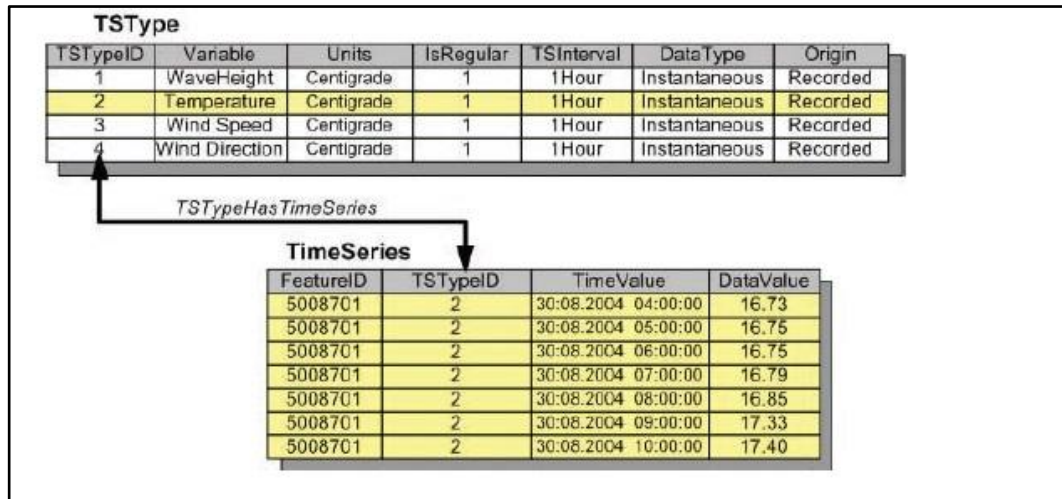 TSType
TSTypeID Variable Units IsRegular TSInterval DataType Origin
1 WaveHeight Centigrade 1 1Hour Instantaneous Recorded
2 Temperature Centigrade 1 1Hour Instantaneous Recorded
3 Wind Speed Centigrade 1 1Hour Instantaneous Recorded
4 Wind Direction Centigrade 1 1Hour Instantaneous Recorded
TSTypeHasTimeSeries
TimeSeries
FeatureID TSTypeID TimeValue DataValue
5008701 2 30:08.2004 04:00:00 16.73
5008701 2 30:08.2004 05:00:00 16.75
5008701 2 30:08.2004 06:00:00 16.75
5008701 2 30:08.2004 07:00:00 16.79
5008701 2 30:08.2004 08:00:00 16.85
5008701 2 30:08.2004 09:00:00 17.33
5008701 2 30:08.2004 10:00:00 17.40